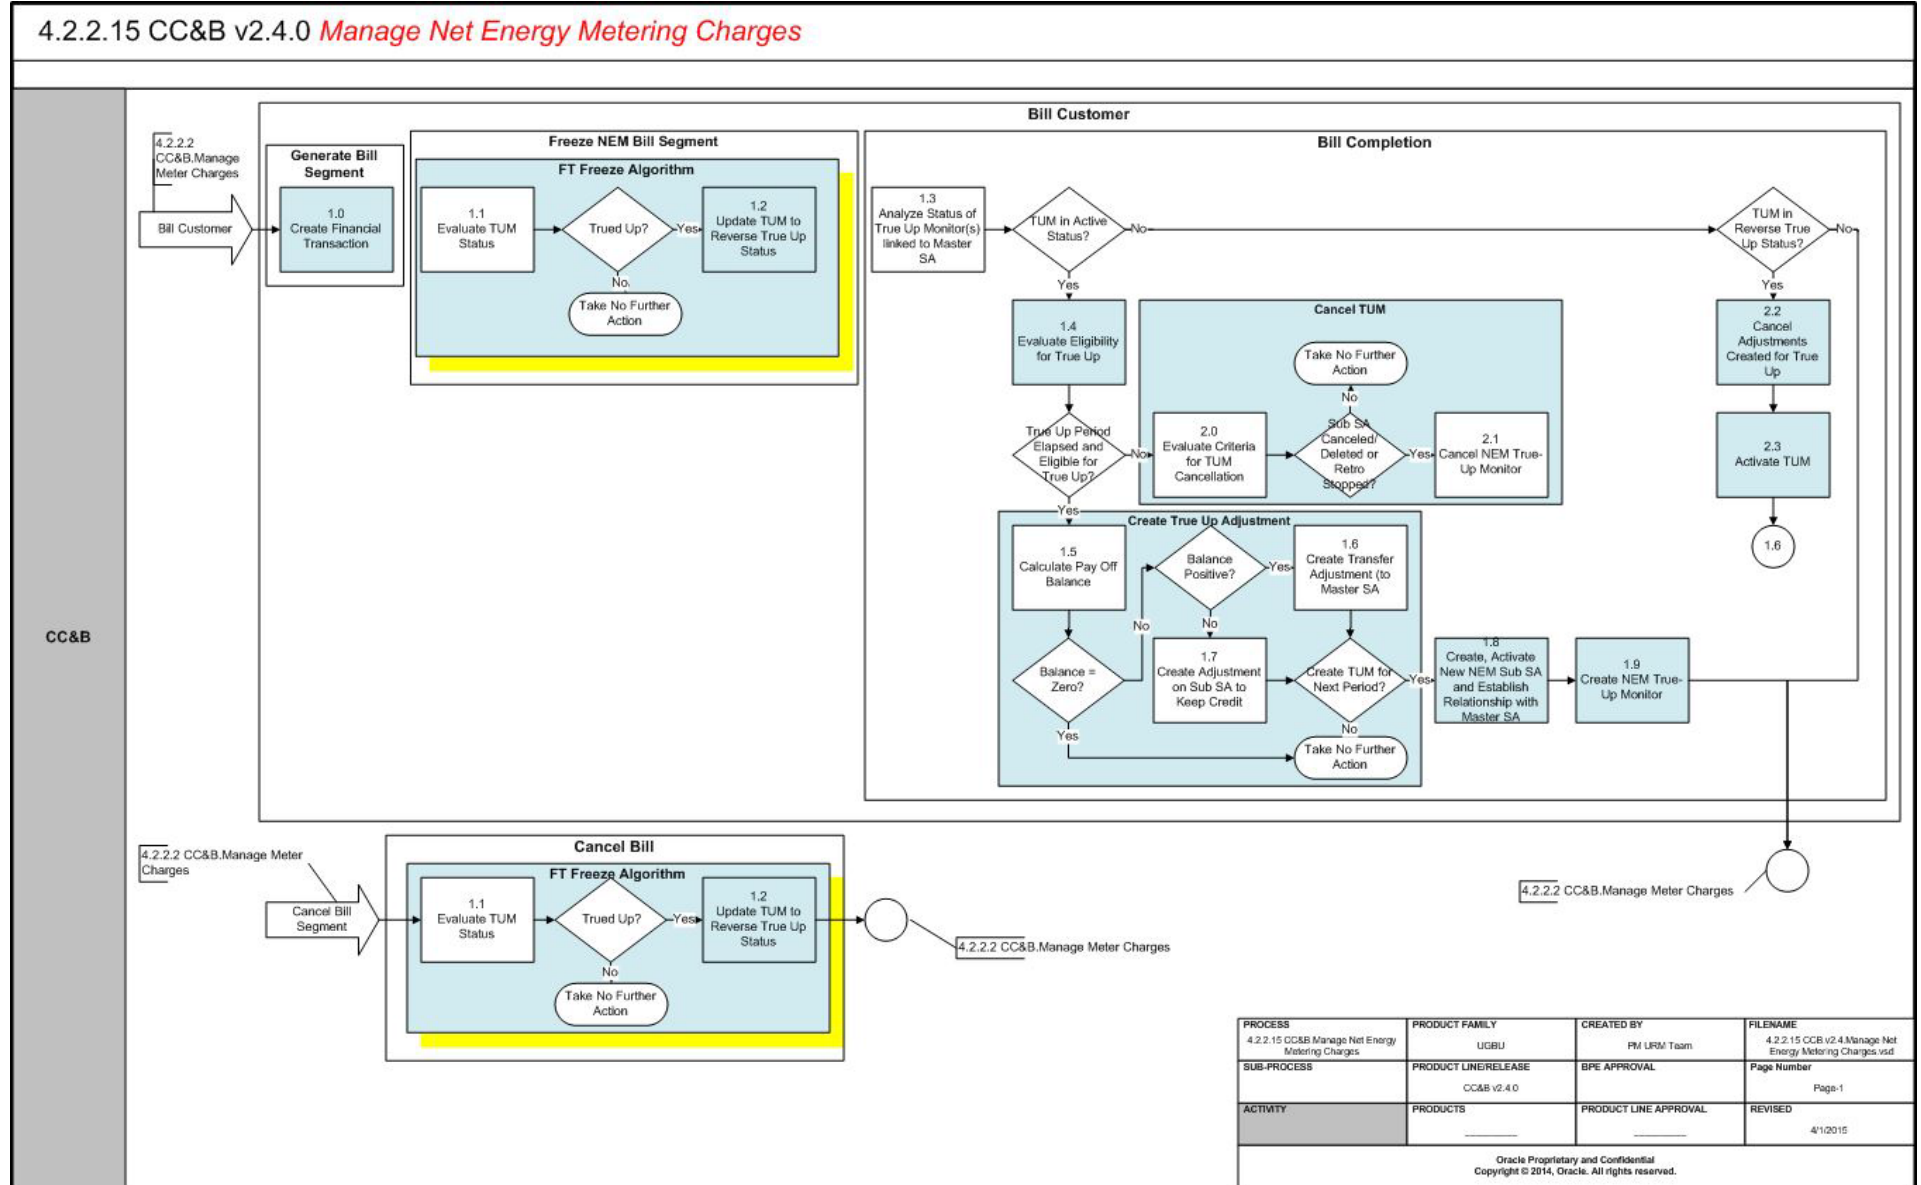 4.2.2.15 CC&B v2.4.0 Manage Net Energy Metering Charges
CC&B
Bill Customer
4.2.2.2
CC&B.Manage
Meter Charges
Bill Customer
Generate Bill
Segment
1.0
Create Financial
Transaction
Freeze NEM Bill Segment
FT Freeze Algorithm
1.1
Evaluate TUM
Status
Trued Up?
Yes
1.2
Update TUM to
Reverse True Up
Status
No
Take No Further
Action
Bill Completion
1.3
Analyze Status of
True Up Monitor(s)
linked to Master
SA
TUM in Active
Status?
No
TUM in
Reverse True
Up Status?
No
Yes
Yes
1.4
Evaluate Eligibility
for True Up
True Up Period
Elapsed and
Eligible for
True Up?
No
Yes
Cancel TUM
Take No Further
Action
No
2.0
Evaluate Criteria
for TUM
Cancellation
Sub SA
Canceled/
Deleted or
Retro
Stopped?
Yes
2.1
Cancel NEM True-
Up Monitor
2.2
Cancel
Adjustments
Created for True
Up
2.3
Activate TUM
1.6
Create True Up Adjustment
1.5
Calculate Pay Off
Balance
Balance
Positive?
Yes
1.6
Create Transfer
Adjustment (to
Master SA
No
No
Balance =
Zero?
1.7
Create Adjustment
on Sub SA to
Keep Credit
Create TUM for
Next Period?
Yes
1.8
Create, Activate
New NEM Sub SA
and Establish
Relationship with
Master SA
1.9
Create NEM True-
Up Monitor
Yes
No
Take No Further
Action
4.2.2.2 CC&B.Manage Meter Charges
4.2.2.2 CC&B.Manage Meter
Charges
Cancel Bill
Segment
Cancel Bill
FT Freeze Algorithm
1.1
Evaluate TUM
Status
Trued Up?
Yes
1.2
Update TUM to
Reverse True Up
Status
No
Take No Further
Action
4.2.2.2 CC&B.Manage Meter Charges
PROCESS
4.2.2.15 CC&B.Manage Net Energy
Metering Charges
PRODUCT FAMILY
UGBU
CREATED BY
PM URM Team
FILENAME
4.2.2.15 CCB.v2.4.Manage Net
Energy Metering Charges.vsd
SUB-PROCESS
PRODUCT LINE/RELEASE
CC&B v2.4.0
BPE APPROVAL
Page Number
Page-1
ACTIVITY
PRODUCTS
PRODUCT LINE APPROVAL
REVISED
4/1/2015
Oracle Proprietary and Confidential
Copyright © 2014, Oracle. All rights reserved.